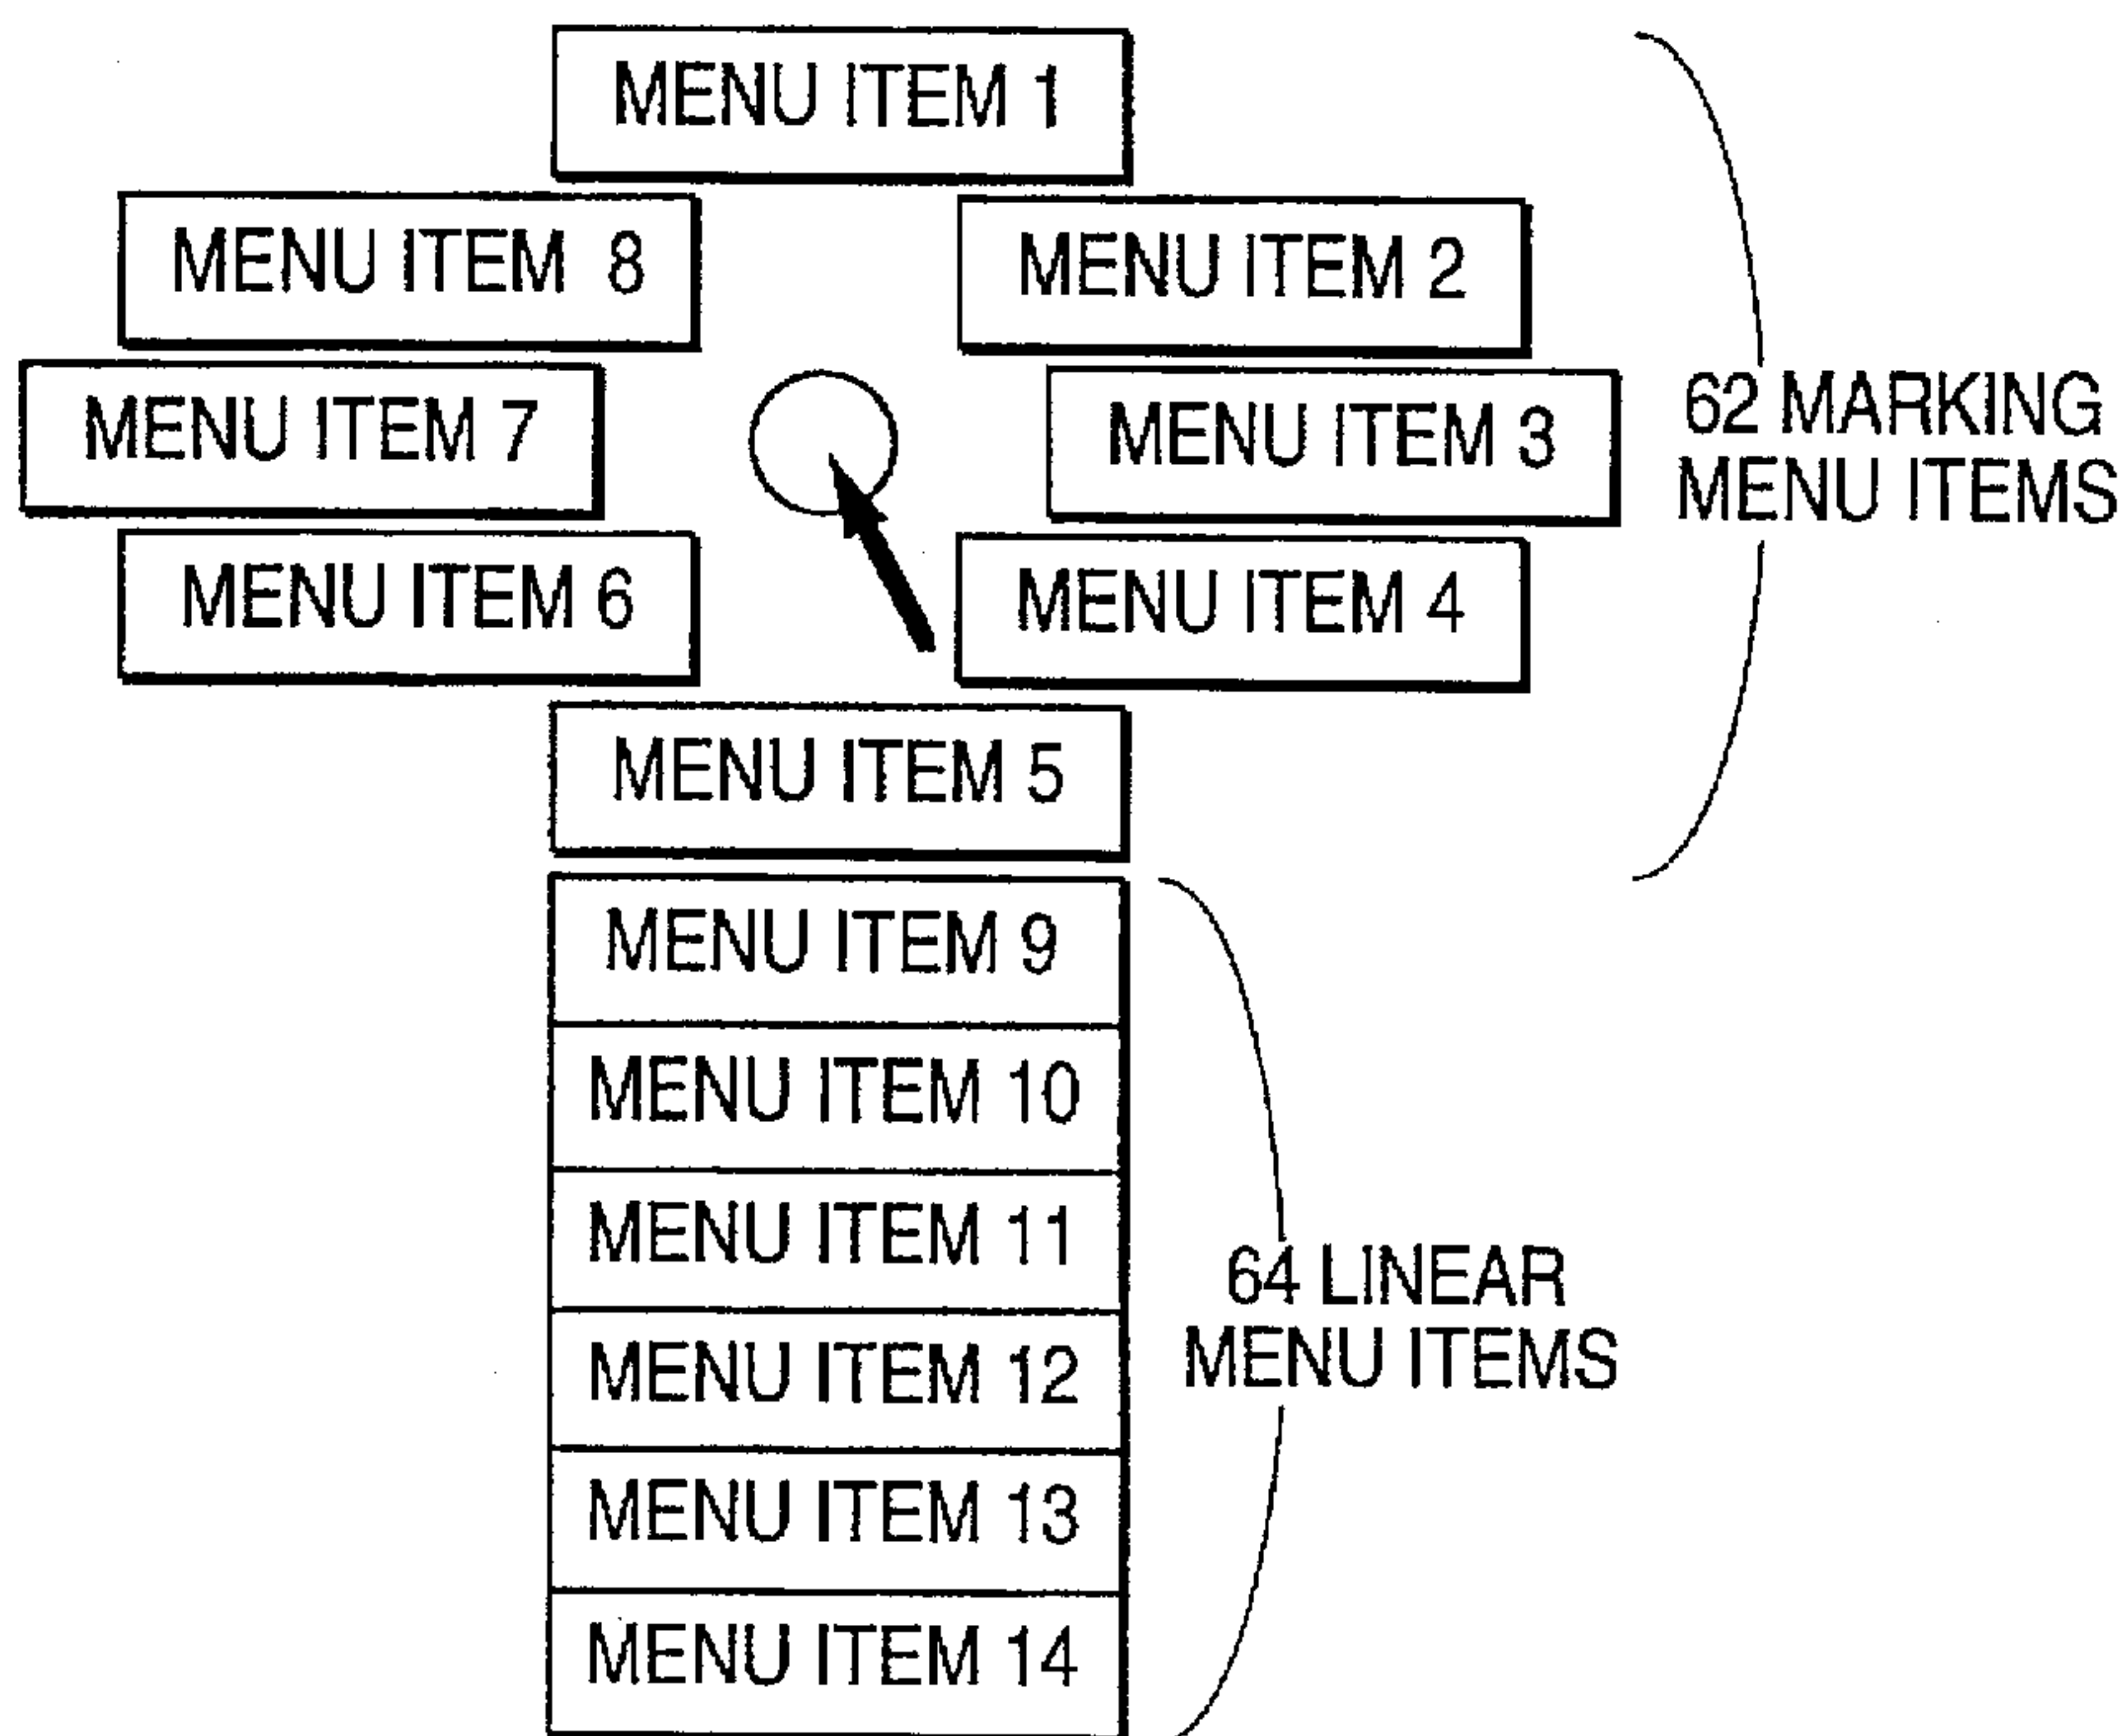 MENU ITEM 1
MENU ITEM 8
MENU ITEM 2
MENU ITEM 7
MENU ITEM 3
62 MARKING
MENU ITEMS
MENU ITEM 6
MENU ITEM 4
MENU ITEM 5
MENU ITEM 9
MENU ITEM 10
MENU ITEM 11
MENU ITEM 12
MENU ITEM 13
MENU ITEM 14
64 LINEAR
MENU ITEMS